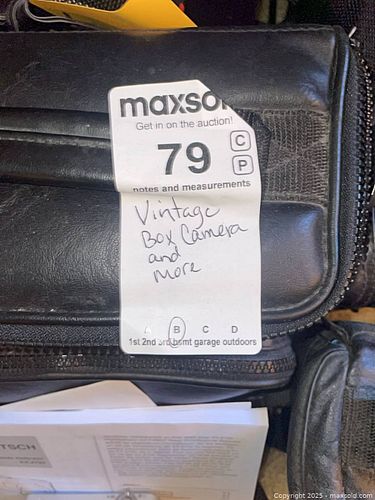 maxso
Get in on the auction!
79
C
P
notes and measurements
Vintage
Box Camera
and
more
A B C D
1st 2nd 3rd bsmt garage outdoors
TSCH
Copyright 2025 - maxsold.com